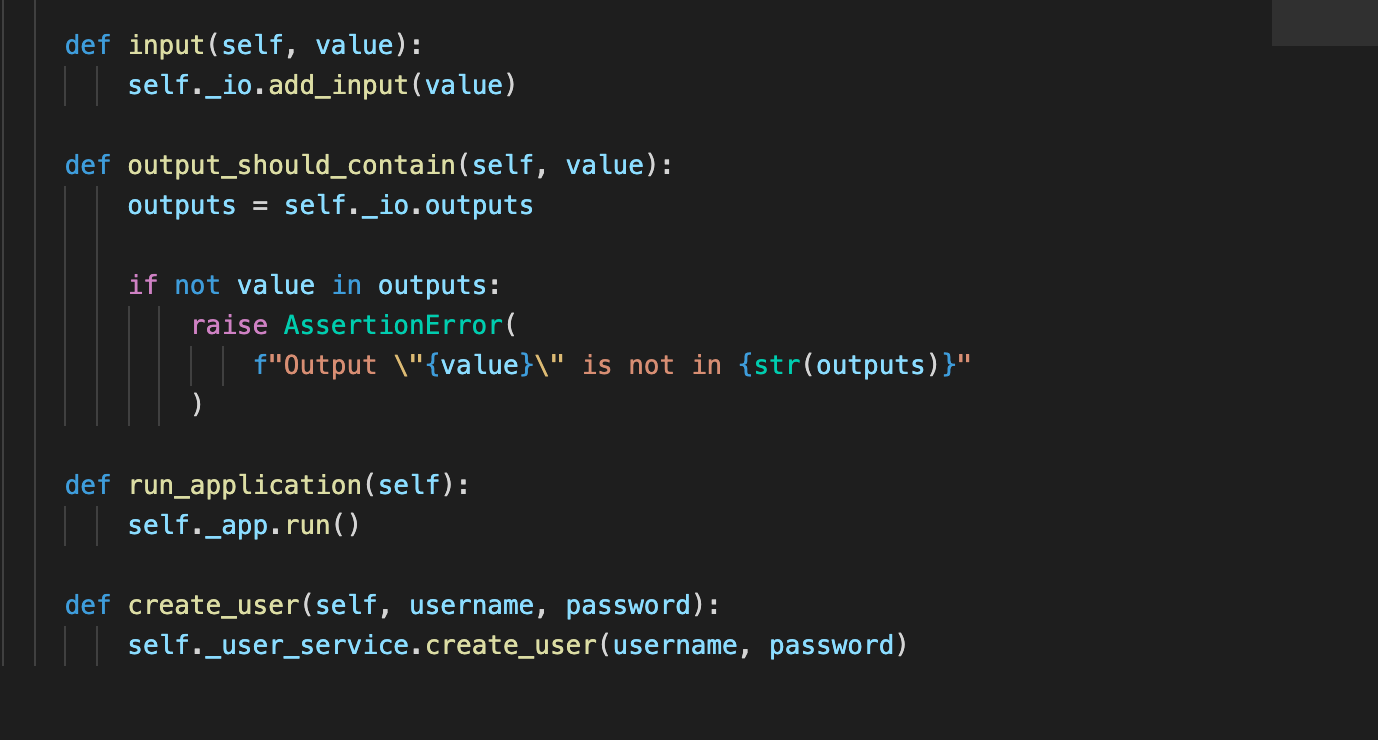 def input(self, value):
self._io.add_input(value)
def output_should_contain(self, value):
outputs = self._io.outputs
if not value in outputs:
raise AssertionError(
f"Output \"{value}\" is not in {str(outputs)}"
)
def run_application(self):
self._app.run()
def create_user(self, username, password):
self._user_service.create_user(username, password)